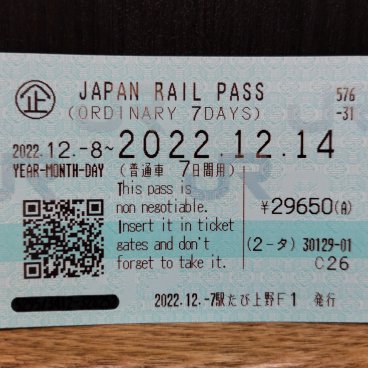 企 JAPAN RAIL PASS 576
(ORDINARY 7DAYS) -31
2022.12.-8~2022.12.14
YEAR-MONTH-DAY (普通車 7日間用)
This pass is
non negotiable. ¥29650(A)
Insert it in ticket
gates and don't (2-タ) 30129-01
forget to take it. C26
2022.12.-7駅たび上野F1 発行